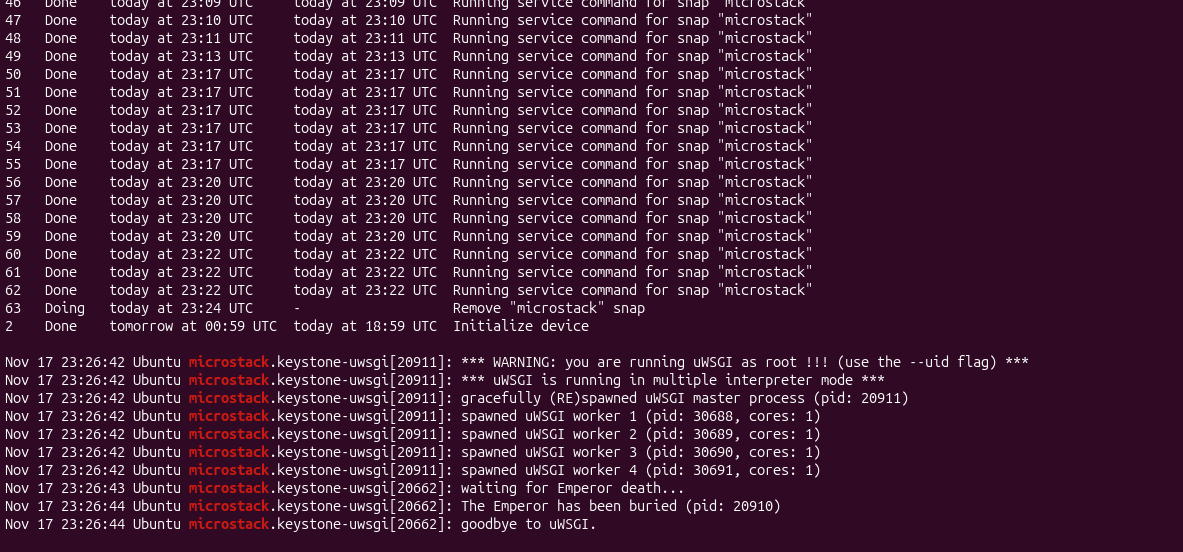 46   Done    today at 23:09 UTC     today at 23:09 UTC  Running service command for snap "microstack"
47   Done    today at 23:10 UTC     today at 23:10 UTC  Running service command for snap "microstack"
48   Done    today at 23:11 UTC     today at 23:11 UTC  Running service command for snap "microstack"
49   Done    today at 23:13 UTC     today at 23:13 UTC  Running service command for snap "microstack"
50   Done    today at 23:17 UTC     today at 23:17 UTC  Running service command for snap "microstack"
51   Done    today at 23:17 UTC     today at 23:17 UTC  Running service command for snap "microstack"
52   Done    today at 23:17 UTC     today at 23:17 UTC  Running service command for snap "microstack"
53   Done    today at 23:17 UTC     today at 23:17 UTC  Running service command for snap "microstack"
54   Done    today at 23:17 UTC     today at 23:17 UTC  Running service command for snap "microstack"
55   Done    today at 23:17 UTC     today at 23:17 UTC  Running service command for snap "microstack"
56   Done    today at 23:20 UTC     today at 23:20 UTC  Running service command for snap "microstack"
57   Done    today at 23:20 UTC     today at 23:20 UTC  Running service command for snap "microstack"
58   Done    today at 23:20 UTC     today at 23:20 UTC  Running service command for snap "microstack"
59   Done    today at 23:20 UTC     today at 23:20 UTC  Running service command for snap "microstack"
60   Done    today at 23:22 UTC     today at 23:22 UTC  Running service command for snap "microstack"
61   Done    today at 23:22 UTC     today at 23:22 UTC  Running service command for snap "microstack"
62   Done    today at 23:22 UTC     today at 23:22 UTC  Running service command for snap "microstack"
63   Doing   today at 23:24 UTC     -                   Remove "microstack" snap
2    Done    tomorrow at 00:59 UTC  today at 18:59 UTC  Initialize device
Nov 17 23:26:42 Ubuntu microstack.keystone-uwsgi[20911]: *** WARNING: you are running uWSGI as root !!! (use the --uid flag) ***
Nov 17 23:26:42 Ubuntu microstack.keystone-uwsgi[20911]: *** uWSGI is running in multiple interpreter mode ***
Nov 17 23:26:42 Ubuntu microstack.keystone-uwsgi[20911]: gracefully (RE)spawned uWSGI master process (pid: 20911)
Nov 17 23:26:42 Ubuntu microstack.keystone-uwsgi[20911]: spawned uWSGI worker 1 (pid: 30688, cores: 1)
Nov 17 23:26:42 Ubuntu microstack.keystone-uwsgi[20911]: spawned uWSGI worker 2 (pid: 30689, cores: 1)
Nov 17 23:26:42 Ubuntu microstack.keystone-uwsgi[20911]: spawned uWSGI worker 3 (pid: 30690, cores: 1)
Nov 17 23:26:42 Ubuntu microstack.keystone-uwsgi[20911]: spawned uWSGI worker 4 (pid: 30691, cores: 1)
Nov 17 23:26:43 Ubuntu microstack.keystone-uwsgi[20662]: waiting for Emperor death...
Nov 17 23:26:44 Ubuntu microstack.keystone-uwsgi[20662]: The Emperor has been buried (pid: 20910)
Nov 17 23:26:44 Ubuntu microstack.keystone-uwsgi[20662]: goodbye to uWSGI.